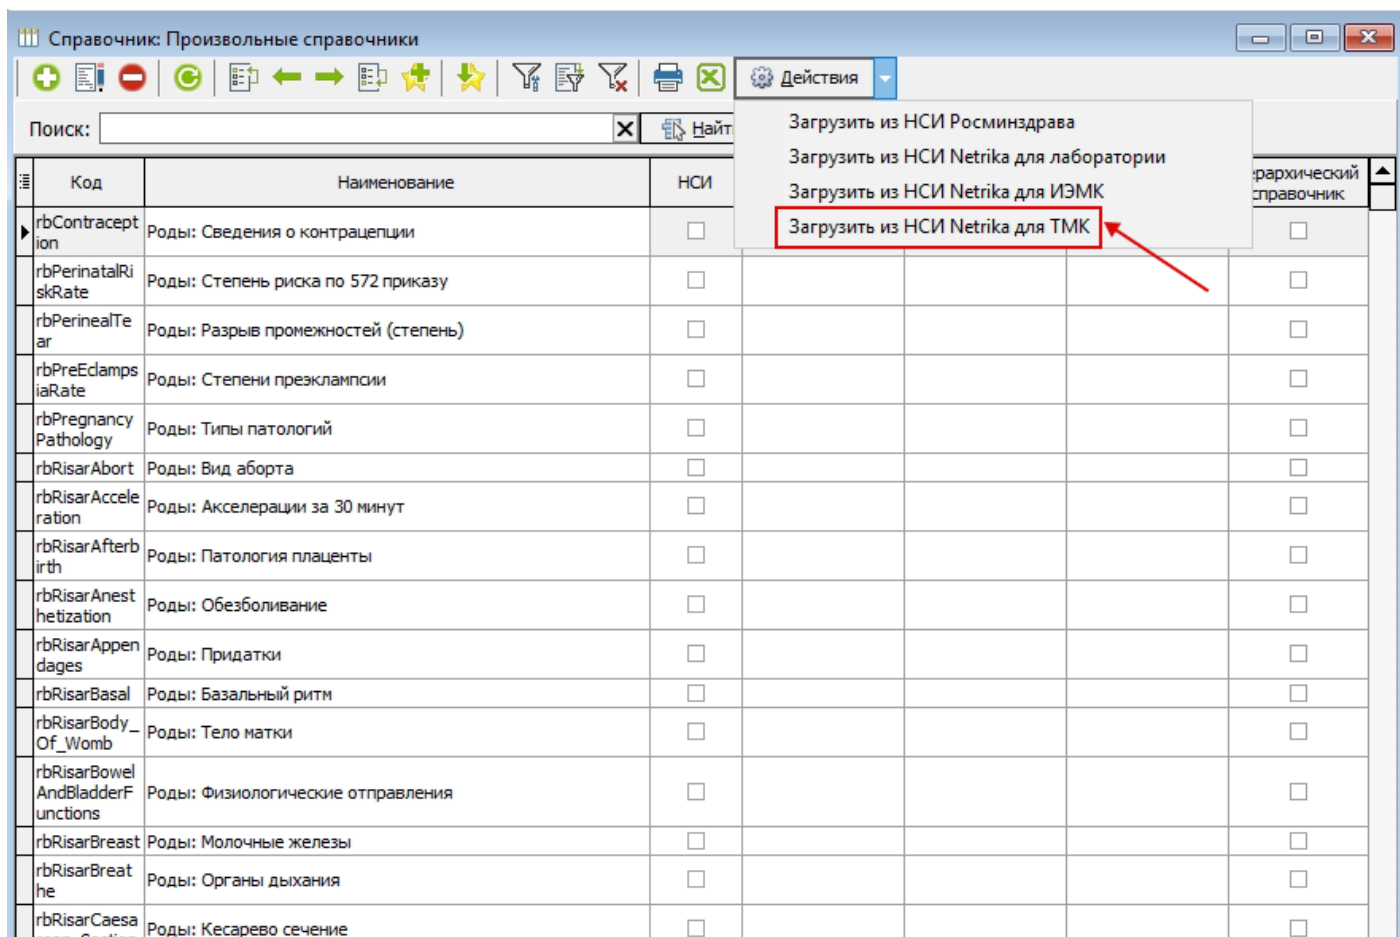 Справочник: Произвольные справочники
Действия
Поиск:
Найт
Загрузить из НСИ Росминздрава
Загрузить из НСИ Netrika для лаборатории
Загрузить из НСИ Netrika для ИЭМК
Загрузить из НСИ Netrika для ТМК
Код Наименование НСИ рархический
справочник
rbContracept
ion
Роды: Сведения о контрацепции
rbPerinatalRi
skRate
Роды: Степень риска по 572 приказу
rbPerinealTe
ar
Роды: Разрыв промежностей (степень)
rbPreEclamps
iaRate
Роды: Степени преэклампсии
rbPregnancy
Pathology
Роды: Типы патологий
rbRisarAbort Роды: Вид аборта
rbRisarAccele
ration
Роды: Акселерации за 30 минут
rbRisarAfterb
irth
Роды: Патология плаценты
rbRisarAnest
hetization
Роды: Обезболивание
rbRisarAppen
dages
Роды: Придатки
rbRisarBasal Роды: Базальный ритм
rbRisarBody_
Of_Womb
Роды: Тело матки
rbRisarBowel
AndBladderF
unctions
Роды: Физиологические отправления
rbRisarBreast Роды: Молочные железы
rbRisarBreat
he
Роды: Органы дыхания
rbRisarCaesa
Роды: Кесарево сечение